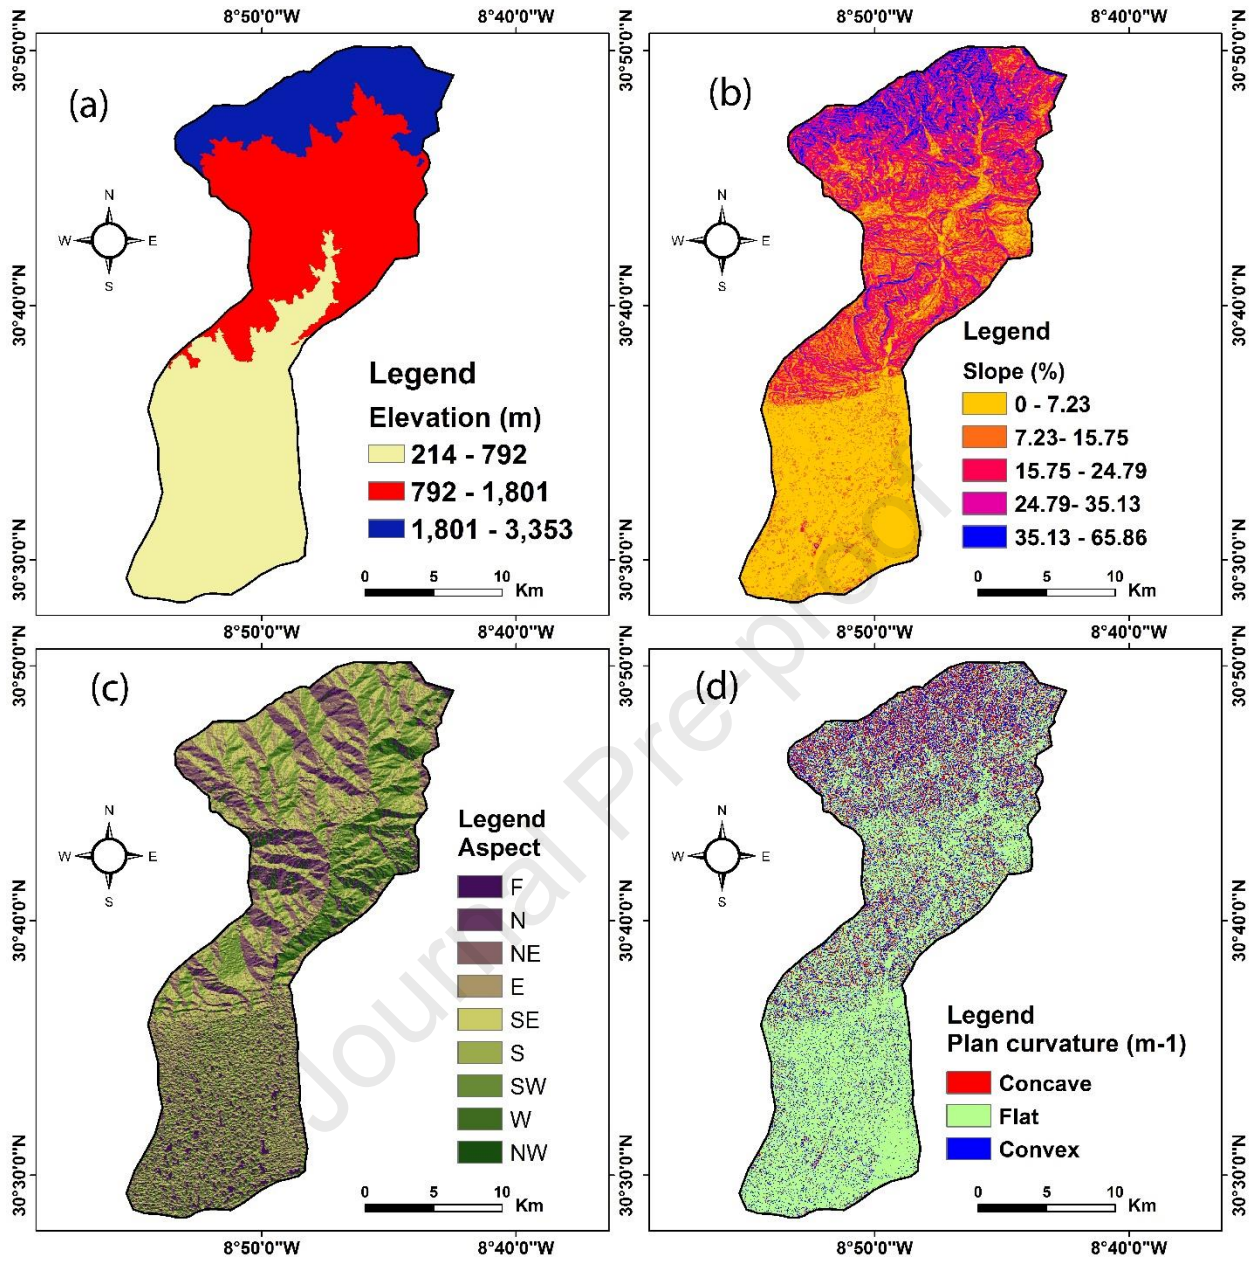 8°50'0"W 8°40'0"W
8°50'0"W 8°40'0"W
30°50'0"N
30°50'0"N
(a)
(b)
N
W E
S
N
W E
S
30°40'0"N
30°40'0"N
Legend
Elevation (m)
214 - 792
792 - 1,801
1,801 - 3,353
Legend
Slope (%)
0 - 7.23
7.23- 15.75
15.75 - 24.79
24.79- 35.13
35.13 - 65.86
30°30'0"N
30°30'0"N
0 5 10
Km
0 5 10
Km
8°50'0"W 8°40'0"W
8°50'0"W 8°40'0"W
30°50'0"N
30°50'0"N
(c)
(d)
N
W E
S
N
W E
S
Legend
Aspect
F
N
NE
E
SE
S
SW
W
NW
30°40'0"N
30°40'0"N
Legend
Plan curvature (m-1)
Concave
Flat
Convex
30°30'0"N
30°30'0"N
0 5 10
Km
0 5 10
Km
8°50'0"W 8°40'0"W
8°50'0"W 8°40'0"W
Journal Pre-proof